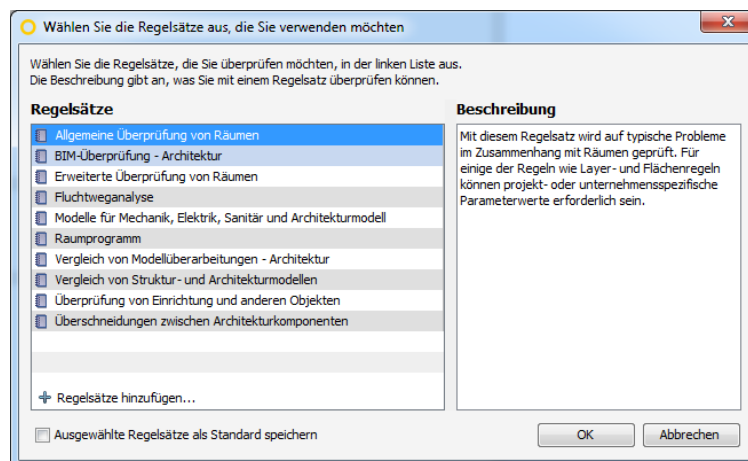 Wählen Sie die Regelsätze aus, die Sie verwenden möchten
Wählen Sie die Regelsätze, die Sie überprüfen möchten, in der linken Liste aus.
Die Beschreibung gibt an, was Sie mit einem Regelsatz überprüfen können.
Regelsätze
Allgemeine Überprüfung von Räumen
BIM-Überprüfung - Architektur
Erweiterte Überprüfung von Räumen
Fluchtweganalyse
Modelle für Mechanik, Elektrik, Sanitär und Architekturmodell
Raumprogramm
Vergleich von Modellüberarbeitungen - Architektur
Vergleich von Struktur- und Architekturmodellen
Überprüfung von Einrichtung und anderen Objekten
Überschneidungen zwischen Architekturkomponenten
Regelsätze hinzufügen...
Beschreibung
Mit diesem Regelsatz wird auf typische Probleme
im Zusammenhang mit Räumen geprüft. Für
einige der Regeln wie Layer- und Flächenregeln
können projekt- oder unternehmensspezifische
Parameterwerte erforderlich sein.
Ausgewählte Regelsätze als Standard speichern
OK
Abbrechen